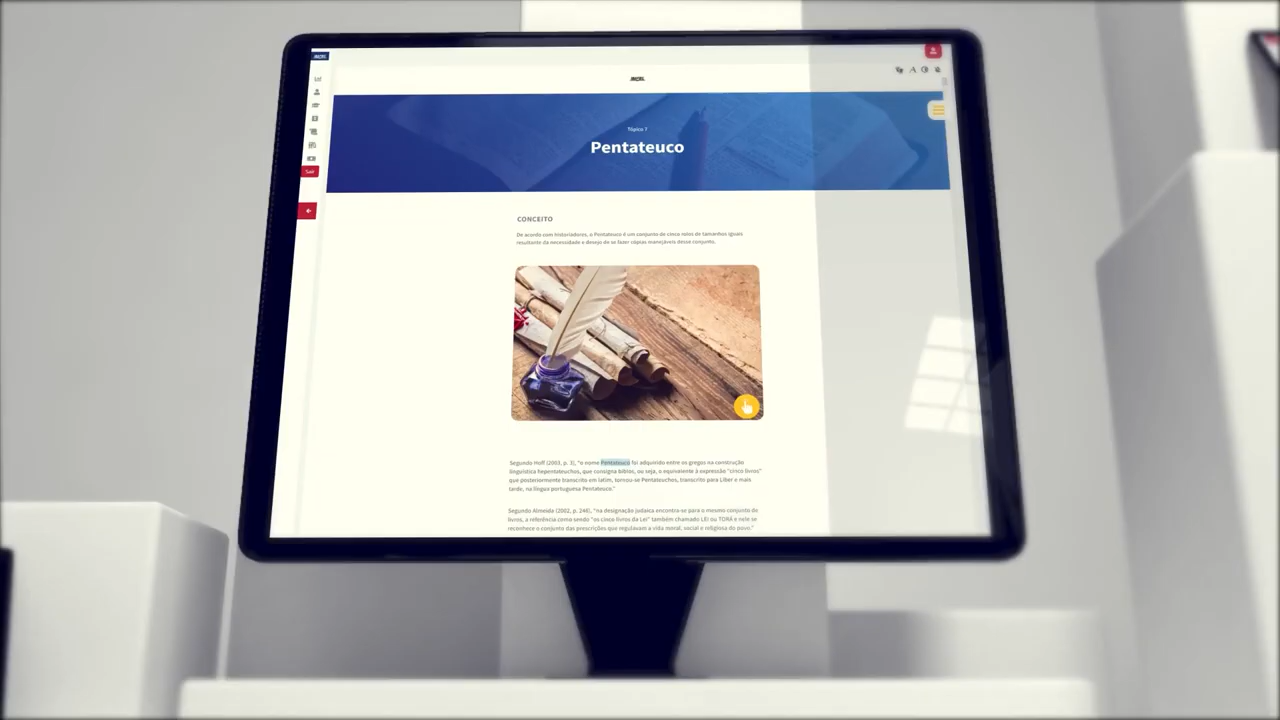 Tópico 7
Pentateuco
Sair
CONCEITO
De acordo com historiadores, o Pentateuco é um conjunto de cinco rolos de tamanhos iguais
resultante da necessidade e desejo de se fazer cópias manejáveis desse conjunto.
Segundo Hoff (2003, p. 3), "o nome Pentateuco foi adquirido entre os gregos na construção
linguística hepentateuchos, que consigna biblos, ou seja, o equivalente à expressão "cinco livros"
que posteriormente transcrito em latim, tornou-se Pentateuchos, transcrito para Liber e mais
tarde, na língua portuguesa Pentateuco."
Segundo Almeida (2002, p. 248), "na designação judaica encontra-se para o mesmo conjunto de
livros, a referência como sendo "os cinco livros da Lei" também chamado LEI ou TORÁ e nele se
reconhece o conjunto das prescrições que regulavam a vida moral, social e religiosa do povo."